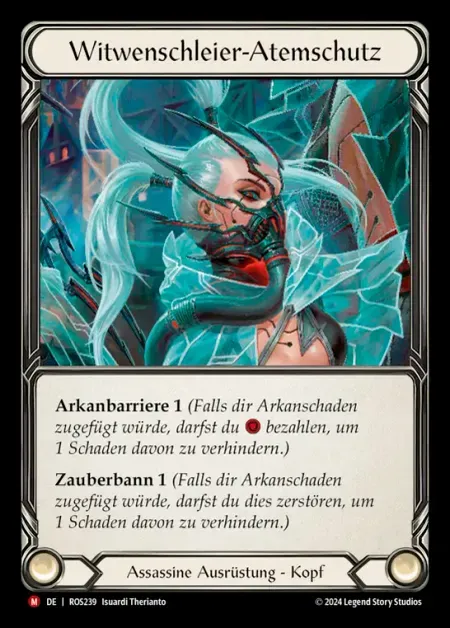 Witwenschleier-Atemschutz
Arkanbarriere 1 (Falls dir Arkanschaden
zugefügt würde, darfst du bezahlen, um
1 Schaden davon zu verhindern.)
Zauberbann 1 (Falls dir Arkanschaden
zugefügt würde, darfst du dies zerstören, um
1 Schaden davon zu verhindern.)
Assassine Ausrüstung - Kopf
M DE | ROS239 Isuardi Therianto
© 2024 Legend Story Studios